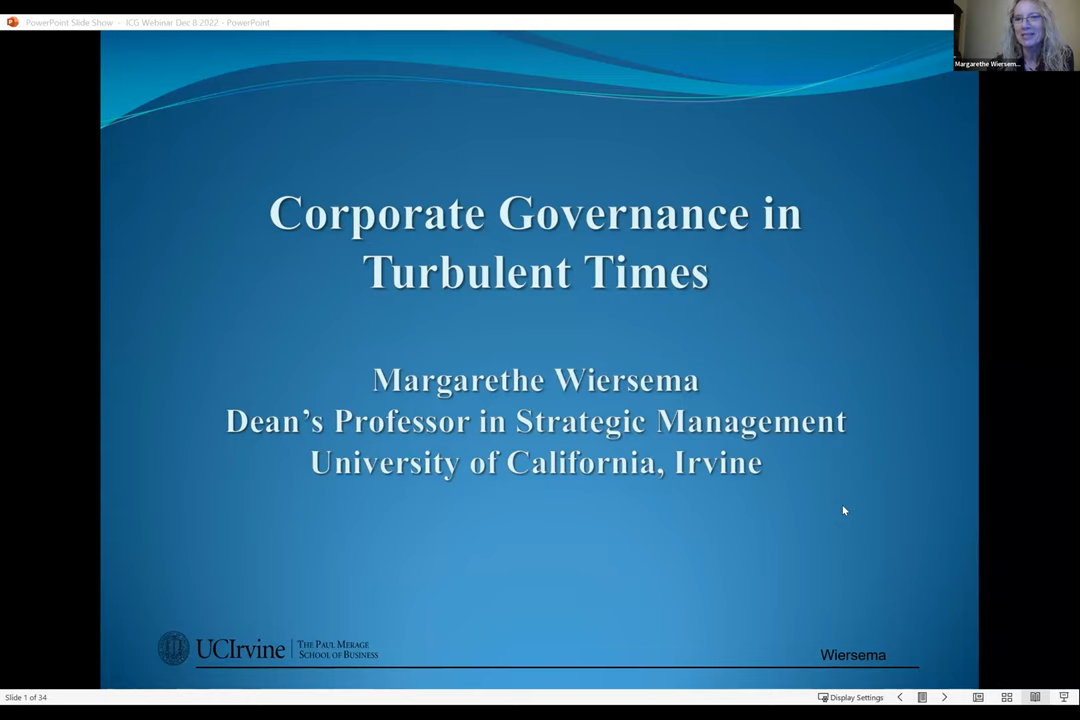 PowerPoint Slide Show - ICG Webinar Dec 8 2022 - PowerPoint
Margarethe Wiersem...
Corporate Governance in
Turbulent Times
Margarethe Wiersema
Dean's Professor in Strategic Management
University of California, Irvine
UCIrvine
THE PAUL MERAGE
SCHOOL OF BUSINESS
Wiersema
Slide 1 of 34
Display Settings